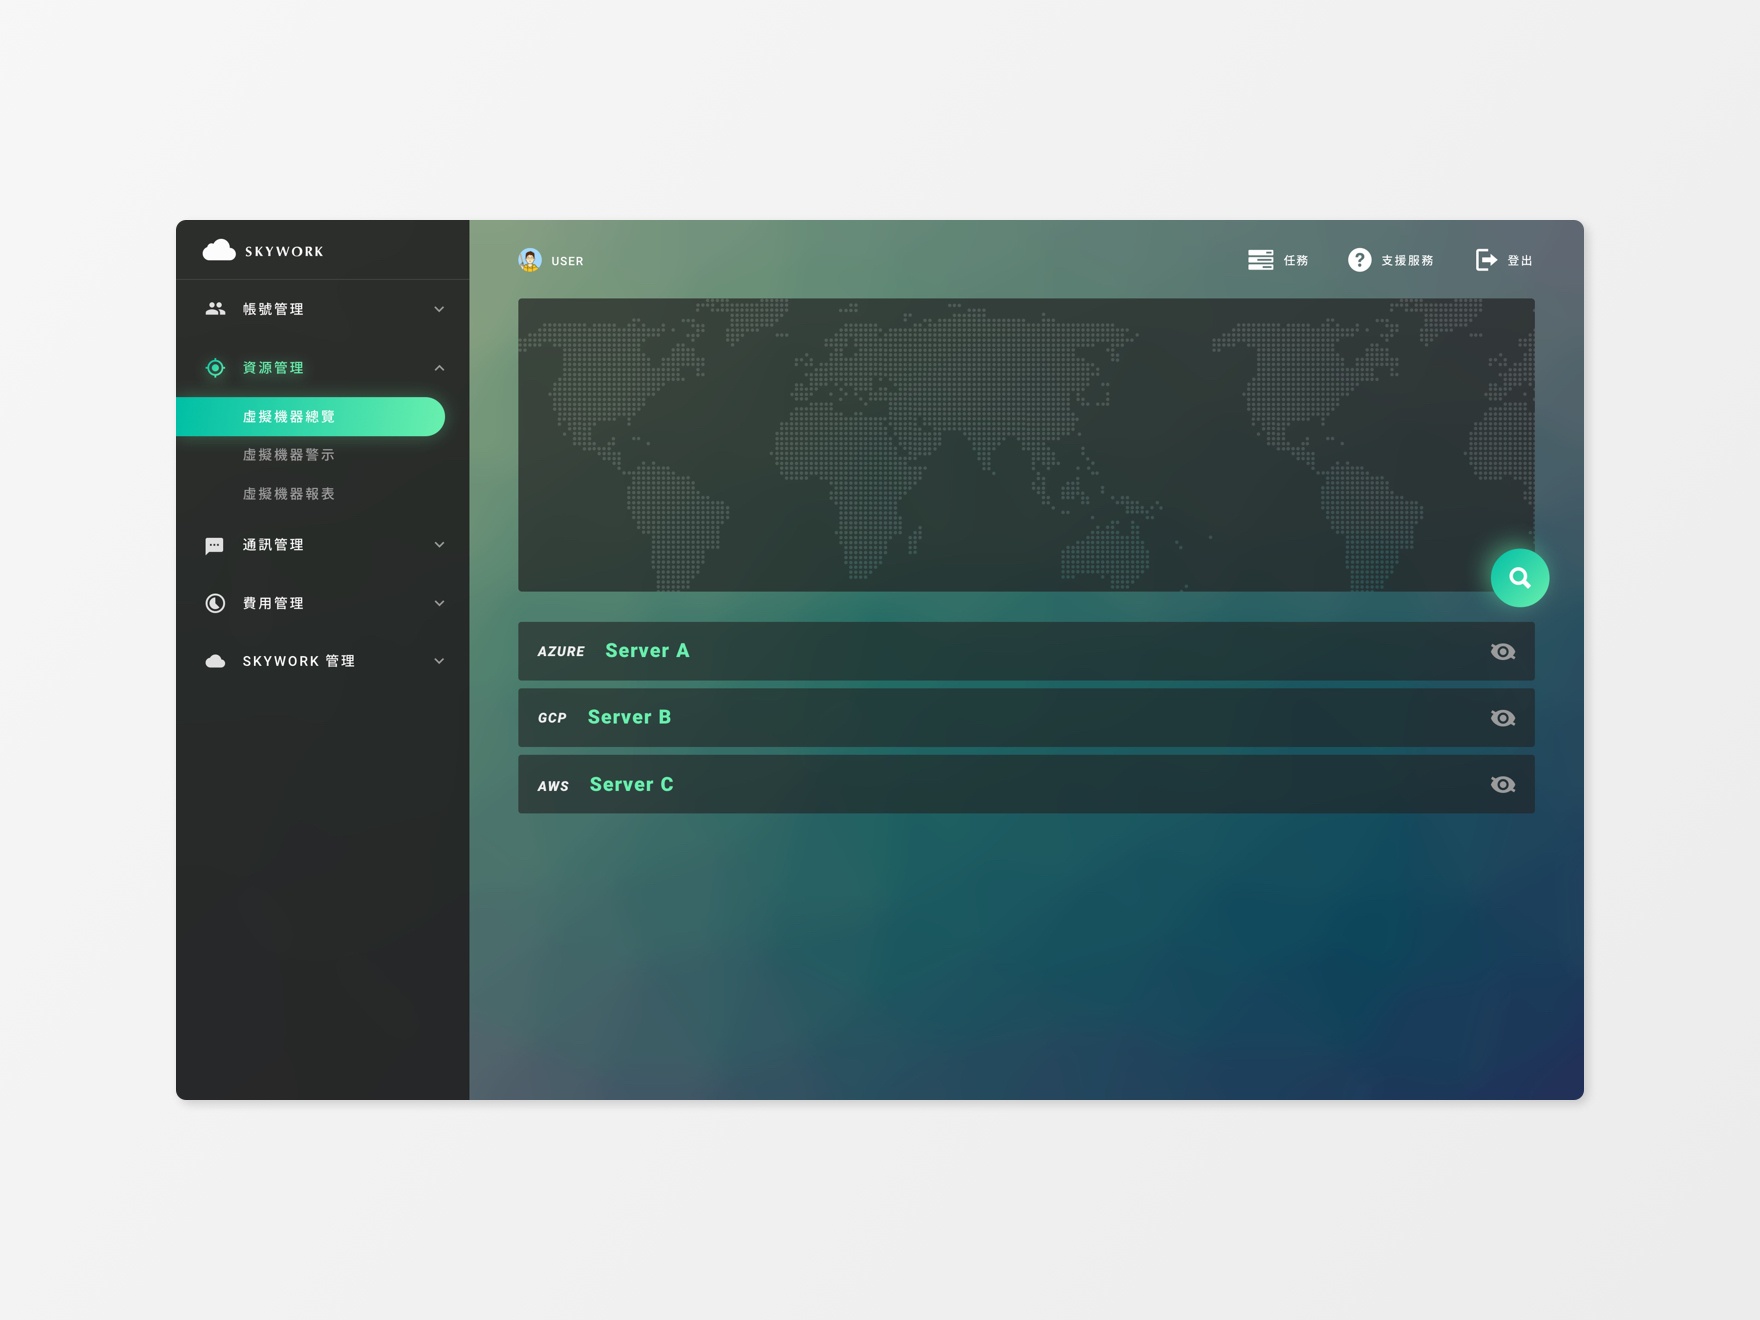 SKYWORK
帳號管理
資源管理
虛擬機器總覽
虛擬機器警示
虛擬機器報表
通訊管理
費用管理
SKYWORK 管理
USER
任務
支援服務
登出
AZURE Server A
GCP Server B
AWS Server C